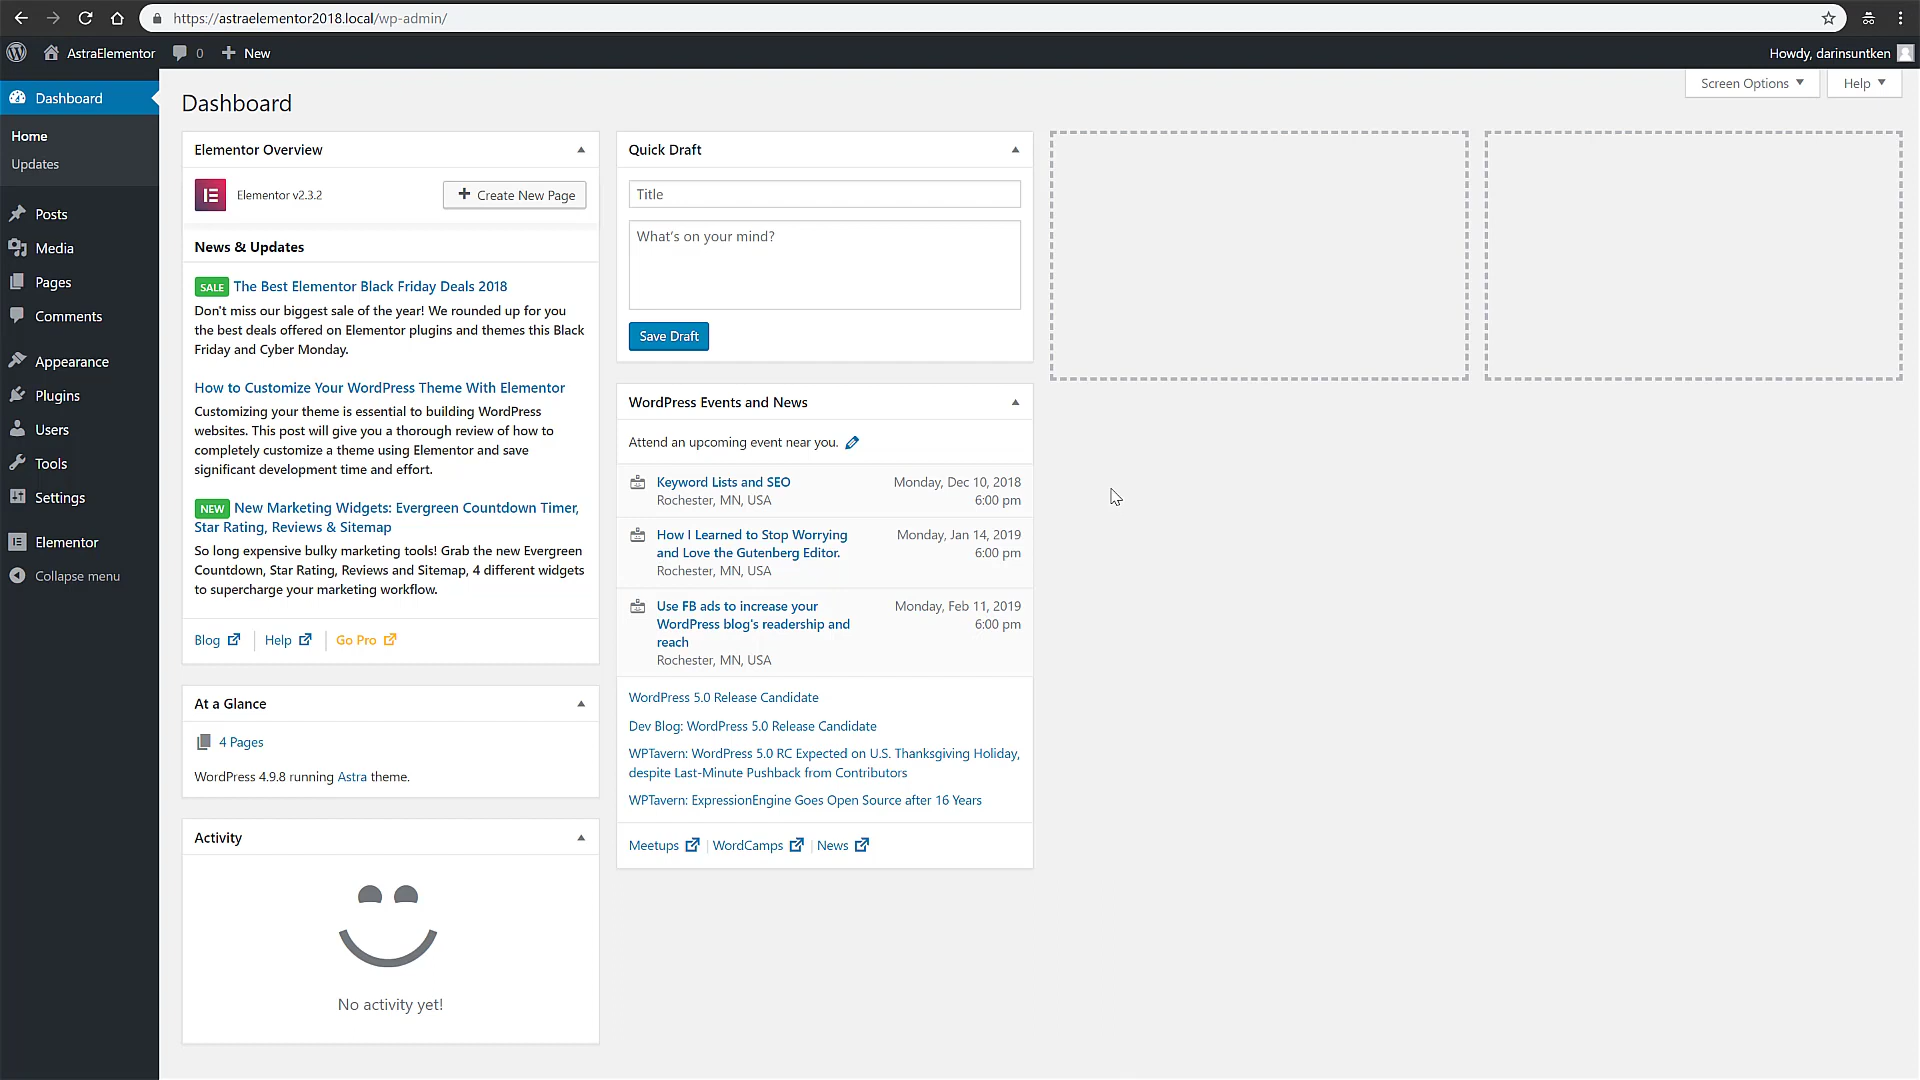 https://astraelementor2018.local/wp-admin/
AstraElementor
0
New
Howdy, darinsuntken
Dashboard
Home
Updates
Posts
Media
Pages
Comments
Appearance
Plugins
Users
Tools
Settings
Elementor
Collapse menu
Screen Options
Help
Dashboard
Elementor Overview
Elementor v2.3.2
Create New Page
News & Updates
SALE The Best Elementor Black Friday Deals 2018
Don't miss our biggest sale of the year! We rounded up for you
the best deals offered on Elementor plugins and themes this Black
Friday and Cyber Monday.
How to Customize Your WordPress Theme With Elementor
Customizing your theme is essential to building WordPress
websites. This post will give you a thorough review of how to
completely customize a theme using Elementor and save
significant development time and effort.
NEW New Marketing Widgets: Evergreen Countdown Timer,
Star Rating, Reviews & Sitemap
So long expensive bulky marketing tools! Grab the new Evergreen
Countdown, Star Rating, Reviews and Sitemap, 4 different widgets
to supercharge your marketing workflow.
Blog | Help | Go Pro
At a Glance
4 Pages
WordPress 4.9.8 running Astra theme.
Activity
No activity yet!
Quick Draft
Title
What's on your mind?
Save Draft
WordPress Events and News
Attend an upcoming event near you.
Keyword Lists and SEO Monday, Dec 10, 2018
Rochester, MN, USA 6:00 pm
How I Learned to Stop Worrying Monday, Jan 14, 2019
and Love the Gutenberg Editor. 6:00 pm
Rochester, MN, USA
Use FB ads to increase your Monday, Feb 11, 2019
WordPress blog's readership and 6:00 pm
reach
Rochester, MN, USA
WordPress 5.0 Release Candidate
Dev Blog: WordPress 5.0 Release Candidate
WPTavern: WordPress 5.0 RC Expected on U.S. Thanksgiving Holiday,
despite Last-Minute Pushback from Contributors
WPTavern: ExpressionEngine Goes Open Source after 16 Years
Meetups | WordCamps | News